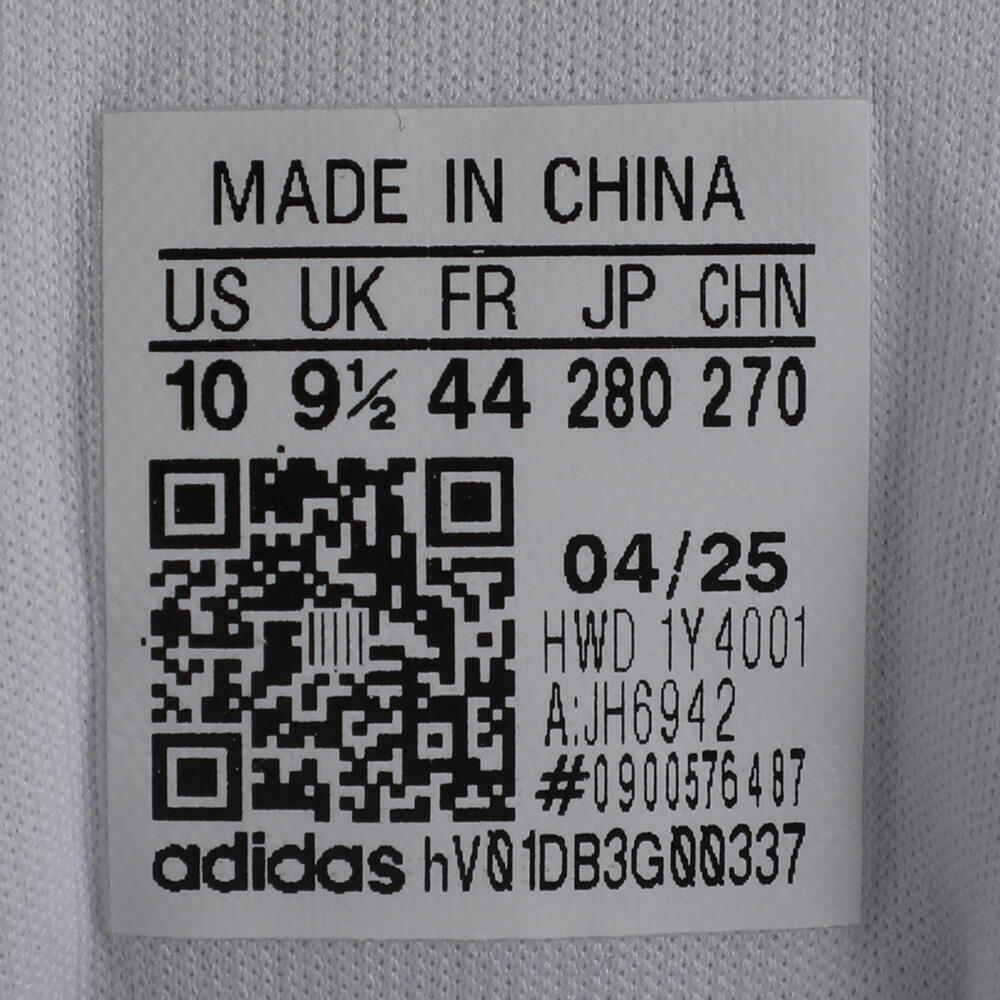 MADE IN CHINA
US UK FR JP CHN
10 9½ 44 280 270
04/25
HWD 1Y4001
A:JH6942
#0900576487
adidas hV01DB3G00337